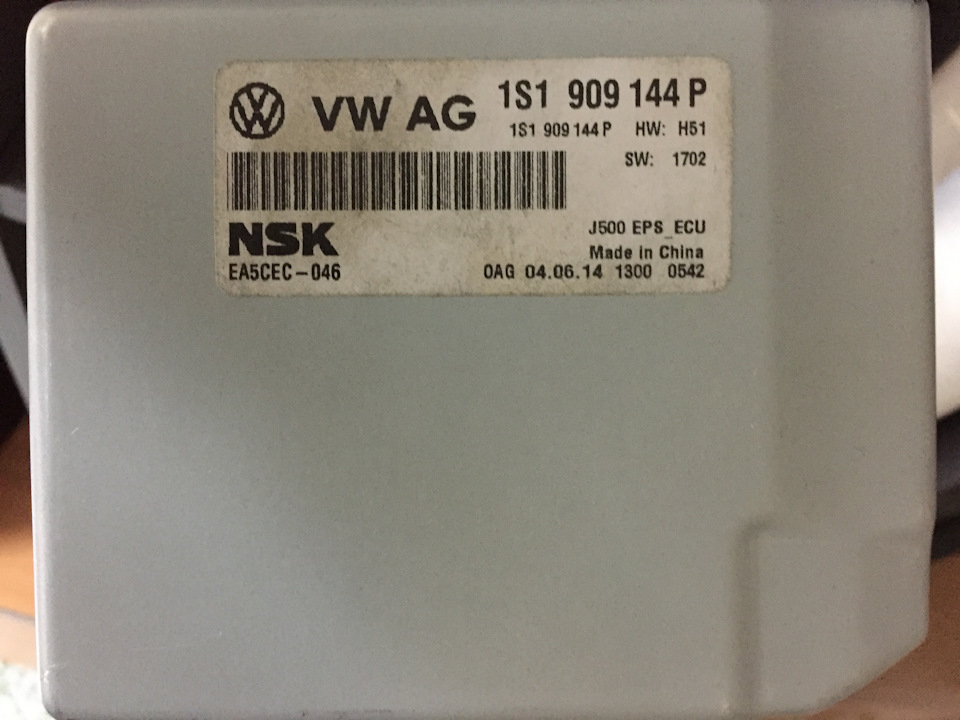 VW AG 1S1 909 144 P
1S1 909 144 P HW: H51
SW: 1702
NSK J500 EPS_ECU
Made in China
EA5CEC-046 0AG 04.06.14 1300 0542